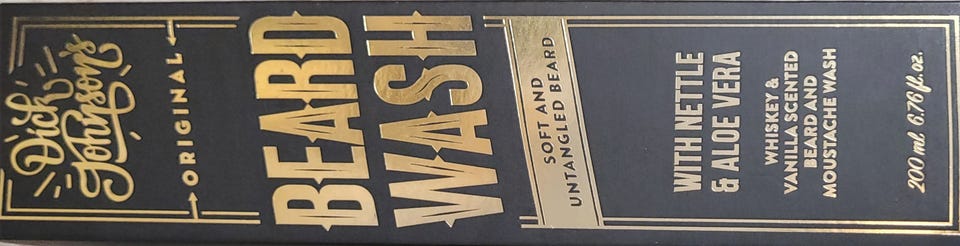 Dick
Johnson's
ORIGINAL
BEARD
WASH
SOFT AND
UNTANGLED BEARD
WITH NETTLE
& ALOE VERA
WHISKEY &
VANILLA SCENTED
BEARD AND
MOUSTACHE WASH
200 ml 6.76 fl. oz.